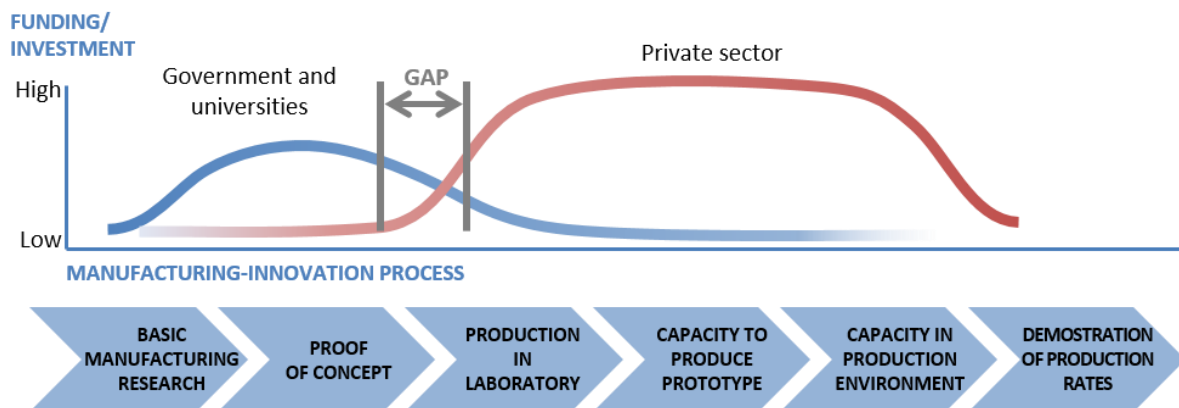 FUNDING/
INVESTMENT
High
Government and
universities
GAP
Private sector
Low
MANUFACTURING-INNOVATION PROCESS
BASIC
MANUFACTURING
RESEARCH
PROOF
OF CONCEPT
PRODUCTION
IN
LABORATORY
CAPACITY TO
PRODUCE
PROTOTYPE
CAPACITY IN
PRODUCTION
ENVIRONMENT
DEMOSTRATION
OF PRODUCTION
RATES